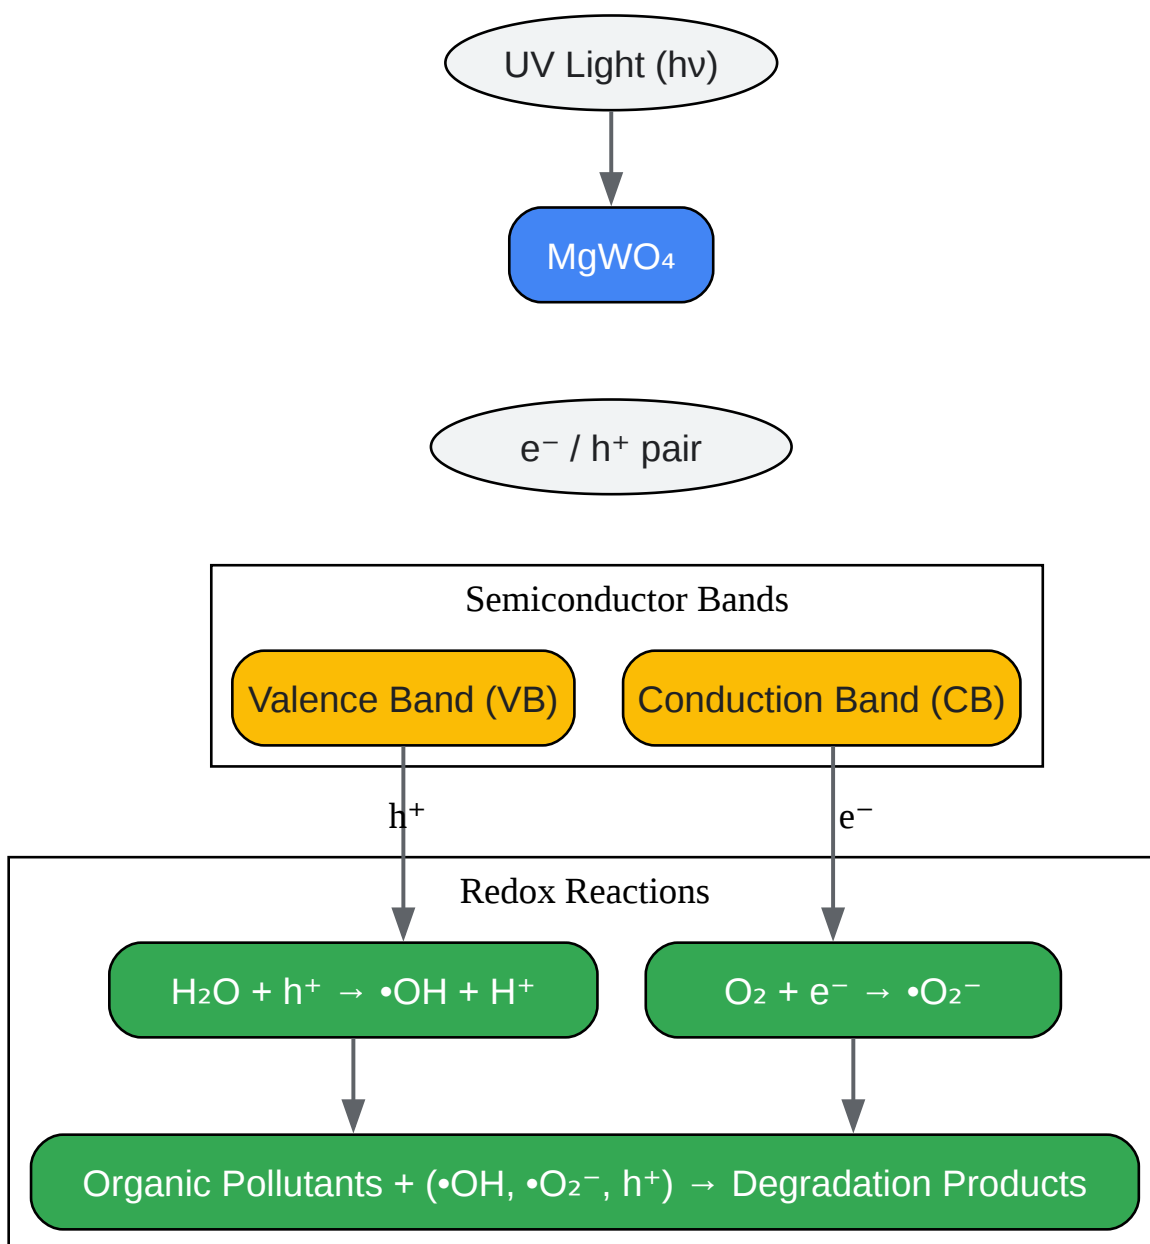 UV Light (hν)
MgWO₄
e⁻ / h⁺ pair
Semiconductor Bands
Valence Band (VB)
Conduction Band (CB)
h⁺
e⁻
Redox Reactions
H₂O + h⁺ → •OH + H⁺
O₂ + e⁻ → •O₂⁻
Organic Pollutants + (•OH, •O₂⁻, h⁺) → Degradation Products